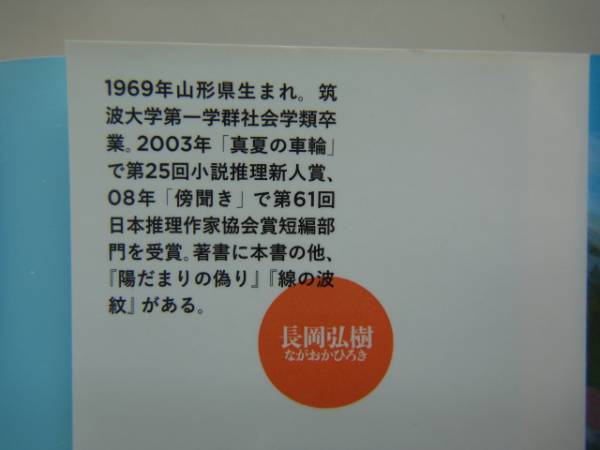 1969年山形県生まれ。筑
波大学第一学群社会学類卒
業。2003年「真夏の車輪」
で第25回小説推理新人賞、
08年「傍聞き」で第61回
日本推理作家協会賞短編部
門を受賞。著書に本書の他、
『陽だまりの偽り』『線の波
紋』がある。
長岡弘樹
ながおかひろき